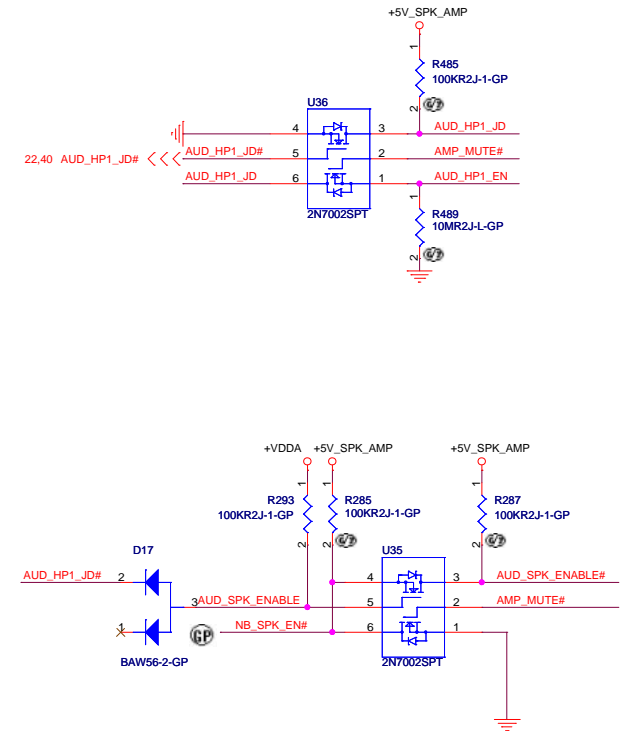 +5V_SPK_AMP
1
R485
100KR2J-1-GP
2
U36
4
3
AUD_HP1_JD
22,40 AUD_HP1_JD#
AUD_HP1_JD#
5
2
AMP_MUTE#
AUD_HP1_JD
6
1
AUD_HP1_EN
2N7002SPT
1
R489
10MR2J-L-GP
2
+VDDA
+5V_SPK_AMP
+5V_SPK_AMP
1
1
1
R293
100KR2J-1-GP
R285
100KR2J-1-GP
R287
100KR2J-1-GP
2
2
2
D17
U35
AUD_HP1_JD#
2
4
3
AUD_SPK_ENABLE#
3
AUD_SPK_ENABLE
5
2
AMP_MUTE#
1
GP
NB_SPK_EN#
6
1
BAW56-2-GP
2N7002SPT